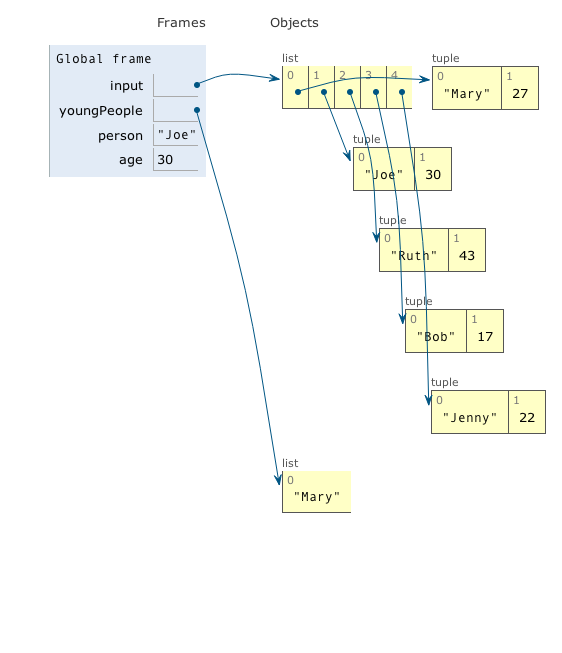 Frames Objects
Global frame
input
youngPeople
person "Joe"
age 30
list
0 1 2 3 4
tuple
0 1
"Mary" 27
tuple
0 1
"Joe" 30
tuple
0 1
"Ruth" 43
tuple
0 1
"Bob" 17
tuple
0 1
"Jenny" 22
list
0
"Mary"